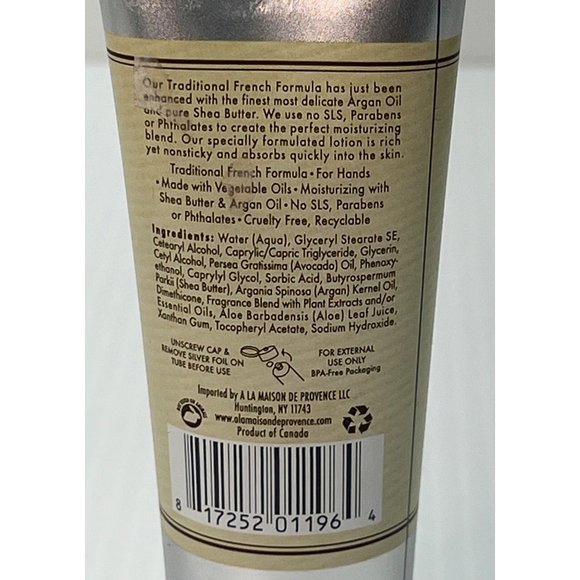 Our Traditional French Formula has just been
enhanced with the finest most delicate Argan Oil
and pure Shea Butter. We use no SLS, Parabens
or Phthalates to create the perfect moisturizing
blend. Our specially formulated lotion is rich
yet nonsticky and absorbs quickly into the skin.
Traditional French Formula • For Hands
• Made with Vegetable Oils • Moisturizing with
Shea Butter & Argan Oil • No SLS, Parabens
or Phthalates • Cruelty Free, Recyclable
Ingredients: Water (Aqua), Glyceryl Stearate SE,
Cetearyl Alcohol, Caprylic/Capric Triglyceride, Glycerin,
Cetyl Alcohol, Persea Gratissima (Avocado) Oil, Phenoxy-
ethanol, Caprylyl Glycol, Sorbic Acid, Butyrospermum
Parkii (Shea Butter), Argania Spinosa (Argan) Kernel Oil,
Dimethicone, Fragrance Blend with Plant Extracts and/or
Essential Oils, Aloe Barbadensis (Aloe) Leaf Juice,
Xanthan Gum, Tocopheryl Acetate, Sodium Hydroxide.
UNSCREW CAP &
REMOVE SILVER FOIL ON
TUBE BEFORE USE
FOR EXTERNAL
USE ONLY
BPA-Free Packaging
Imported by A LA MAISON DE PROVENCE LLC
Huntington, NY 11743
www.alamaisondeprovence.com
Product of Canada
8 17252 01196 4